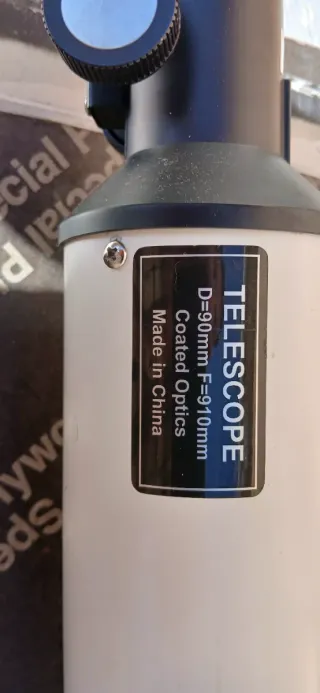 TELESCOPE
D=90mm F=910mm
Coated Optics
Made in China